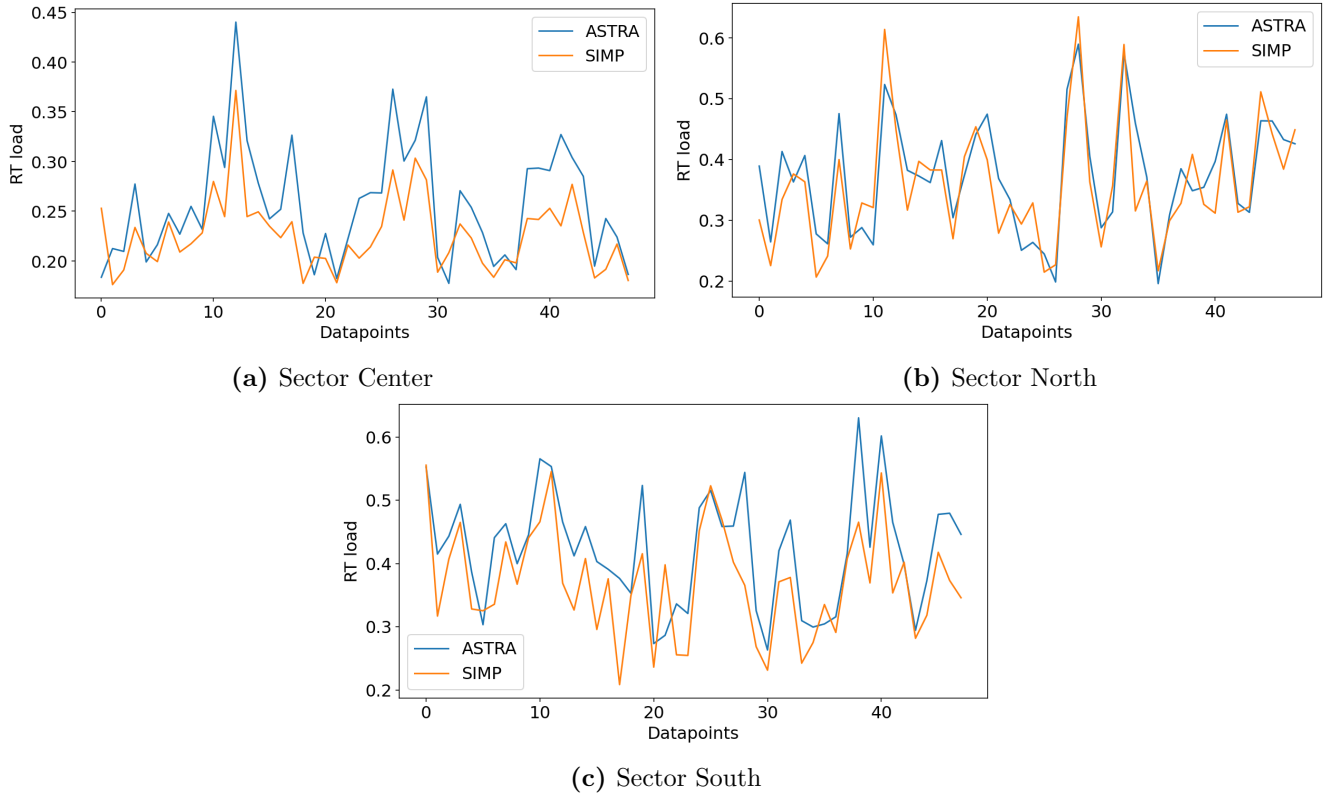 0.45
0.40
0.35
0.30
0.25
0.20
RT load
ASTRA
SIMP
0 10 20 30 40
Datapoints
(a) Sector Center
0.6
0.5
0.4
0.3
0.2
RT load
ASTRA
SIMP
0 10 20 30 40
Datapoints
(b) Sector North
0.6
0.5
0.4
0.3
0.2
RT load
ASTRA
SIMP
0 10 20 30 40
Datapoints
(c) Sector South